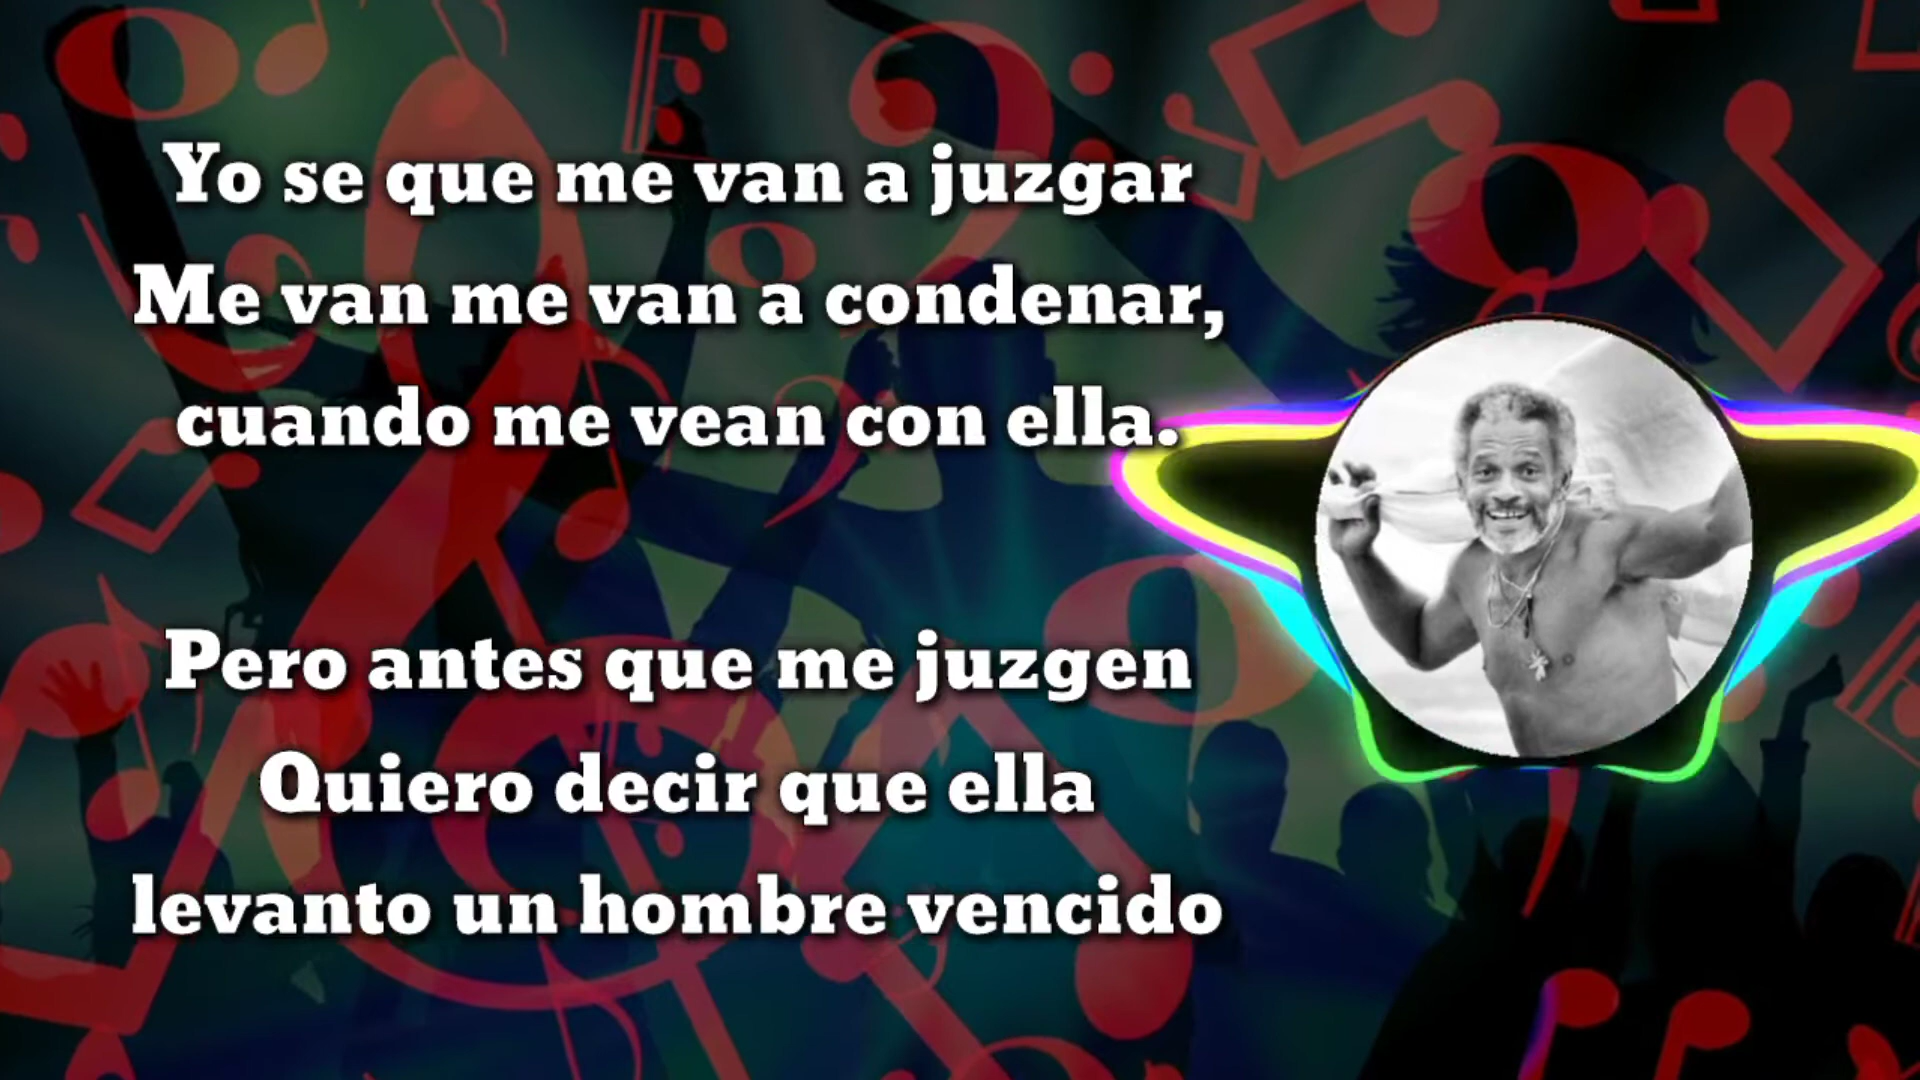 Yo se que me van a juzgar
Me van me van a condenar,
cuando me vean con ella.
Pero antes que me juzgen
Quiero decir que ella
levanto un hombre vencido